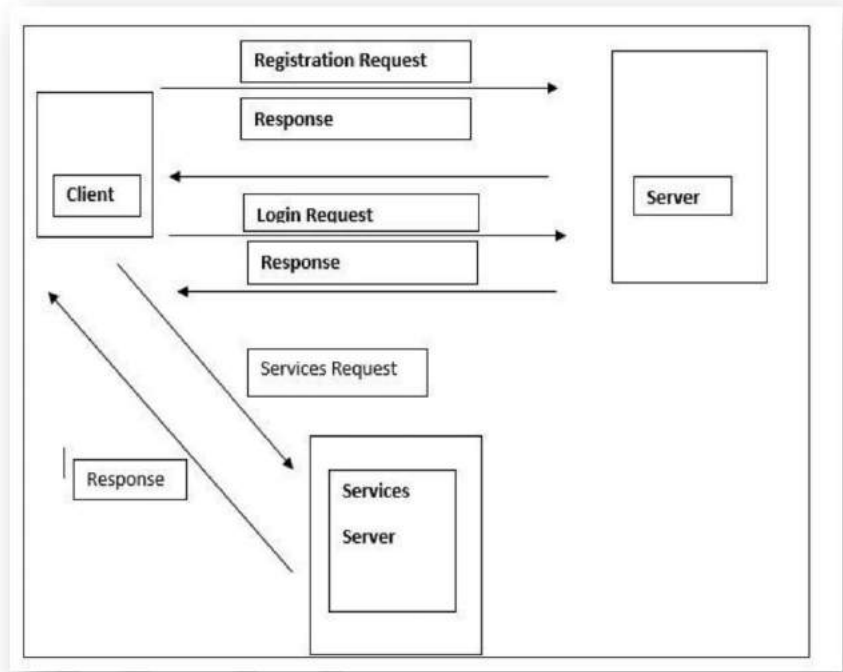 Registration Request
Response
Client
Server
Login Request
Response
Services Request
Response
Services
Server